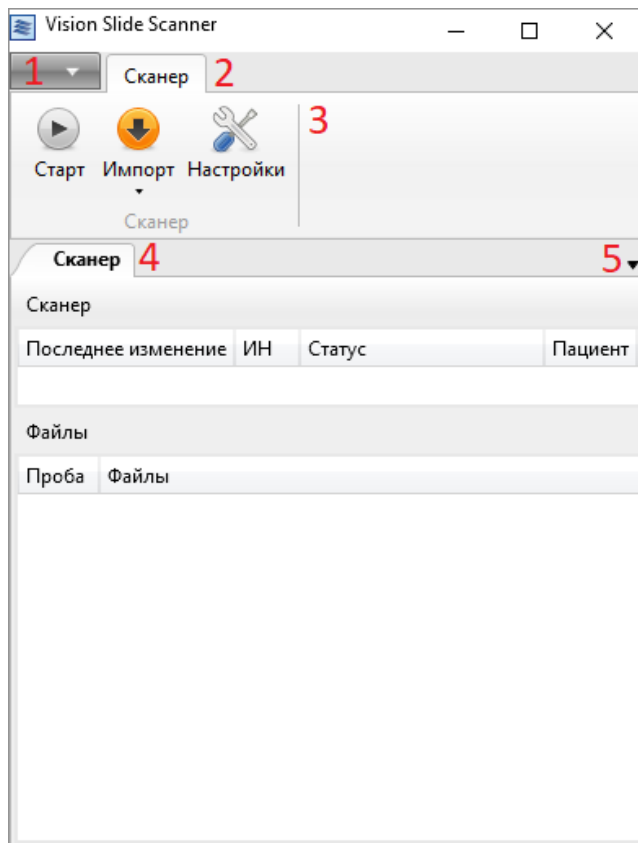 Vision Slide Scanner
1 Сканер 2
Старт Импорт Настройки 3
Сканер
Сканер 4 5
Сканер
Последнее изменение ИН Статус Пациент
Файлы
Проба Файлы